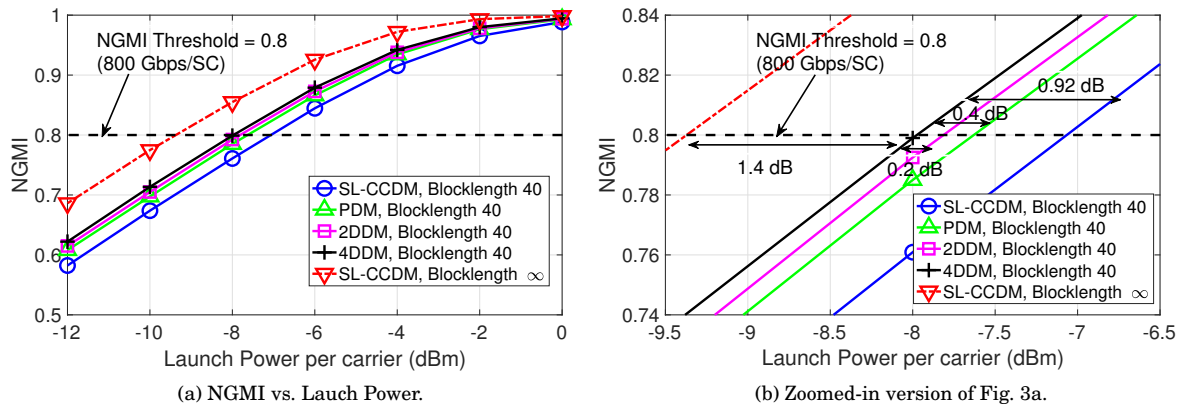 NGMI Threshold = 0.8
(800 Gbps/SC)
NGMI
1
0.9
0.8
0.7
0.6
0.5
SL-CCDM, Blocklength 40
PDM, Blocklength 40
2DDM, Blocklength 40
4DDM, Blocklength 40
SL-CCDM, Blocklength ∞
-12
-10
-8
-6
-4
-2
0
Launch Power per carrier (dBm)
(a) NGMI vs. Lauch Power.
NGMI Threshold = 0.8
(800 Gbps/SC)
NGMI
0.84
0.82
0.8
0.78
0.76
0.74
0.92 dB
0.4 dB
1.4 dB
0.2 dB
SL-CCDM, Blocklength 40
PDM, Blocklength 40
2DDM, Blocklength 40
4DDM, Blocklength 40
SL-CCDM, Blocklength ∞
-9.5
-9
-8.5
-8
-7.5
-7
-6.5
Launch Power per carrier (dBm)
(b) Zoomed-in version of Fig. 3a.